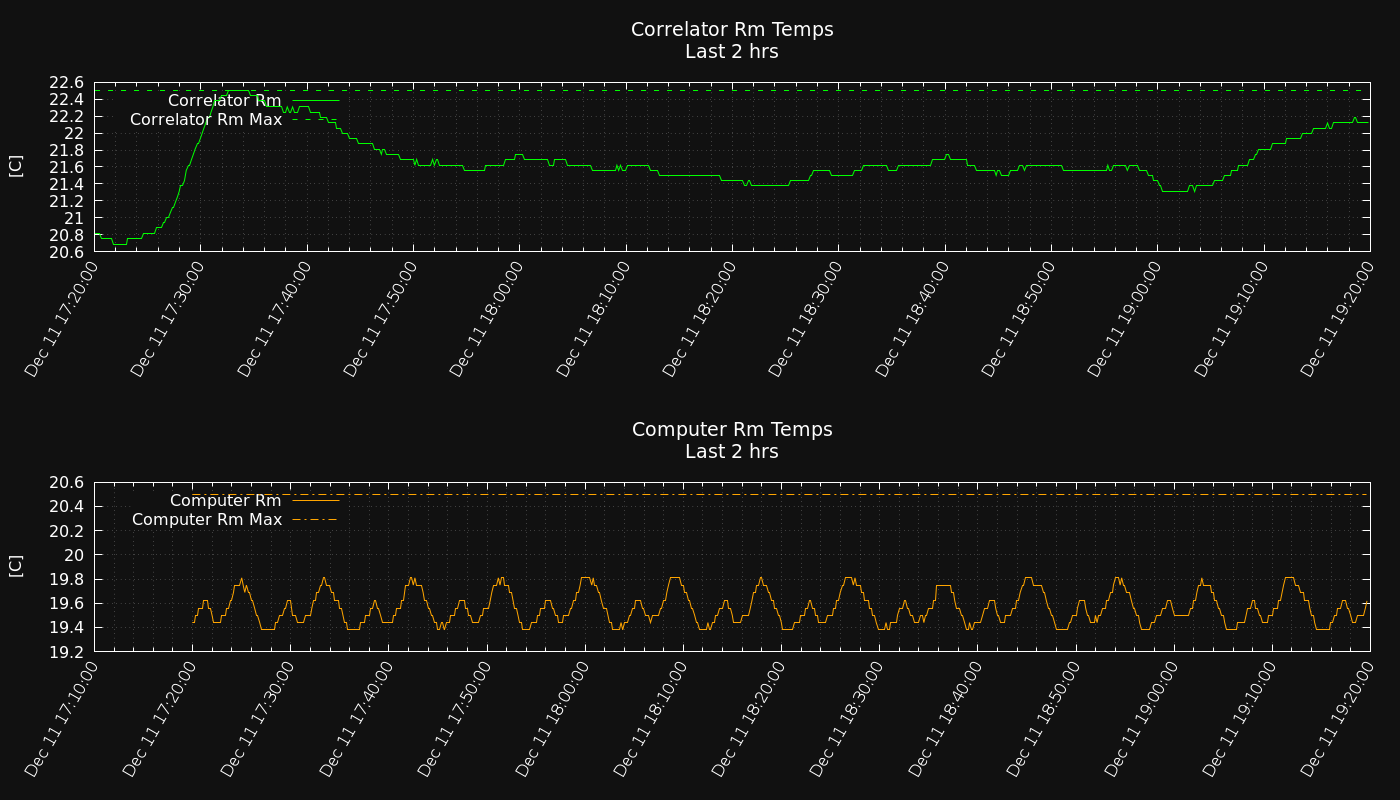 Correlator Rm Temps
Last 2 hrs
22.6
22.4
22.2
22
21.8
21.6
21.4
21.2
21
20.8
20.6
[C]
Correlator Rm
Correlator Rm Max
Dec 11 17:20:00
Dec 11 17:30:00
Dec 11 17:40:00
Dec 11 17:50:00
Dec 11 18:00:00
Dec 11 18:10:00
Dec 11 18:20:00
Dec 11 18:30:00
Dec 11 18:40:00
Dec 11 18:50:00
Dec 11 19:00:00
Dec 11 19:10:00
Dec 11 19:20:00
Computer Rm Temps
Last 2 hrs
20.6
20.4
20.2
20
19.8
19.6
19.4
19.2
[C]
Computer Rm
Computer Rm Max
Dec 11 17:10:00
Dec 11 17:20:00
Dec 11 17:30:00
Dec 11 17:40:00
Dec 11 17:50:00
Dec 11 18:00:00
Dec 11 18:10:00
Dec 11 18:20:00
Dec 11 18:30:00
Dec 11 18:40:00
Dec 11 18:50:00
Dec 11 19:00:00
Dec 11 19:10:00
Dec 11 19:20:00